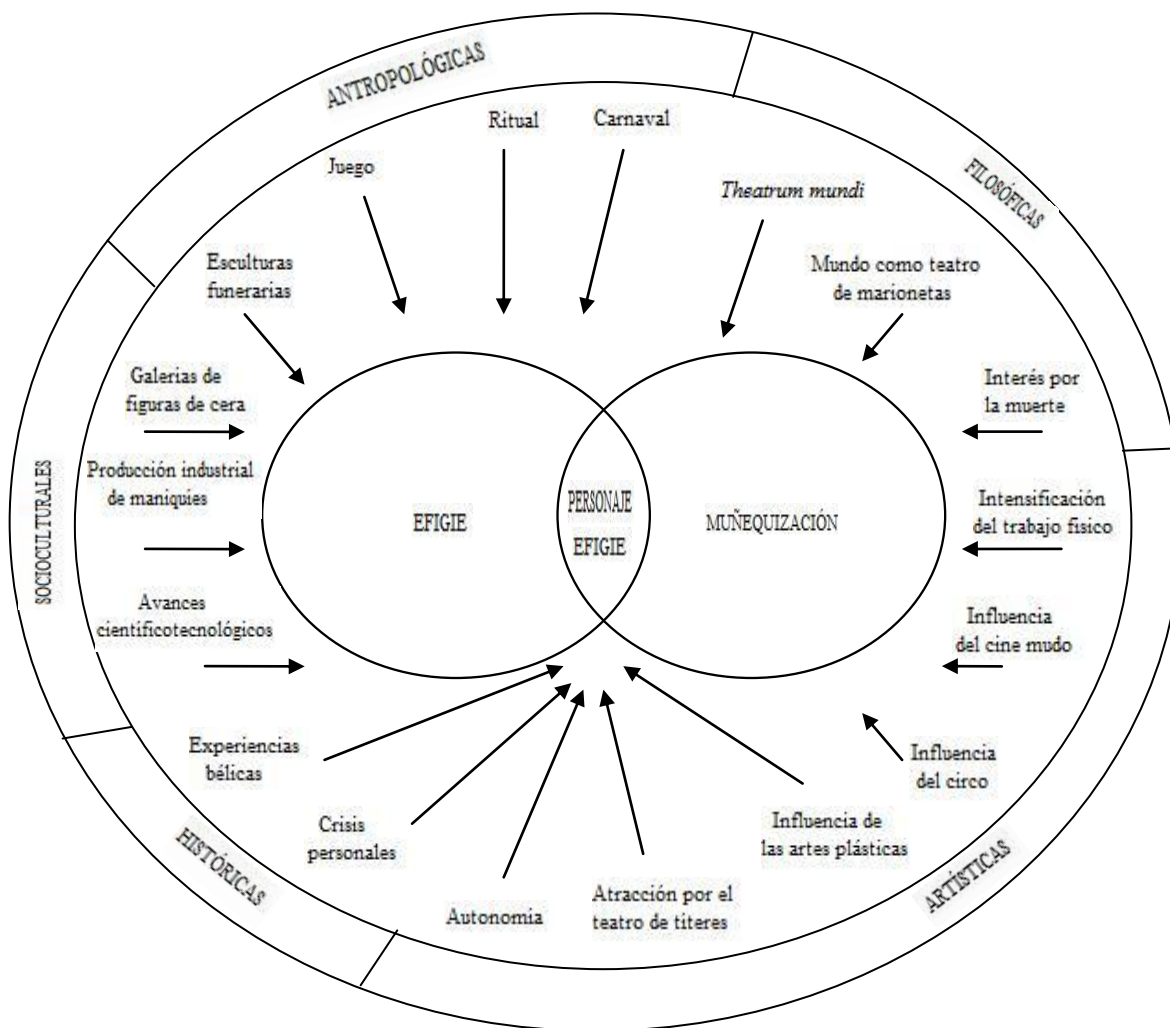 ANTROPOLÓGICAS
Ritual
Carnaval
Juego
Theatrum mundi
FILOSÓFICAS
Esculturas
funerarias
Mundo como teatro
de marionetas
Galerias de
figuras de cera
Interés por
la muerte
SOCIOCULTURALES
Producción industrial
de maniquies
EFIGIE
PERSONAJE
EFIGIE
MUÑEQUIZACIÓN
Intensificación
del trabajo fisico
Avances
cientificotecnológicos
Influencia
del cine mudo
Experiencias
bélicas
Influencia
del circo
Crisis
personales
Influencia de
las artes plásticas
HISTÓRICAS
Autonomia
Atracción por el
teatro de titeres
ARTÍSTICAS